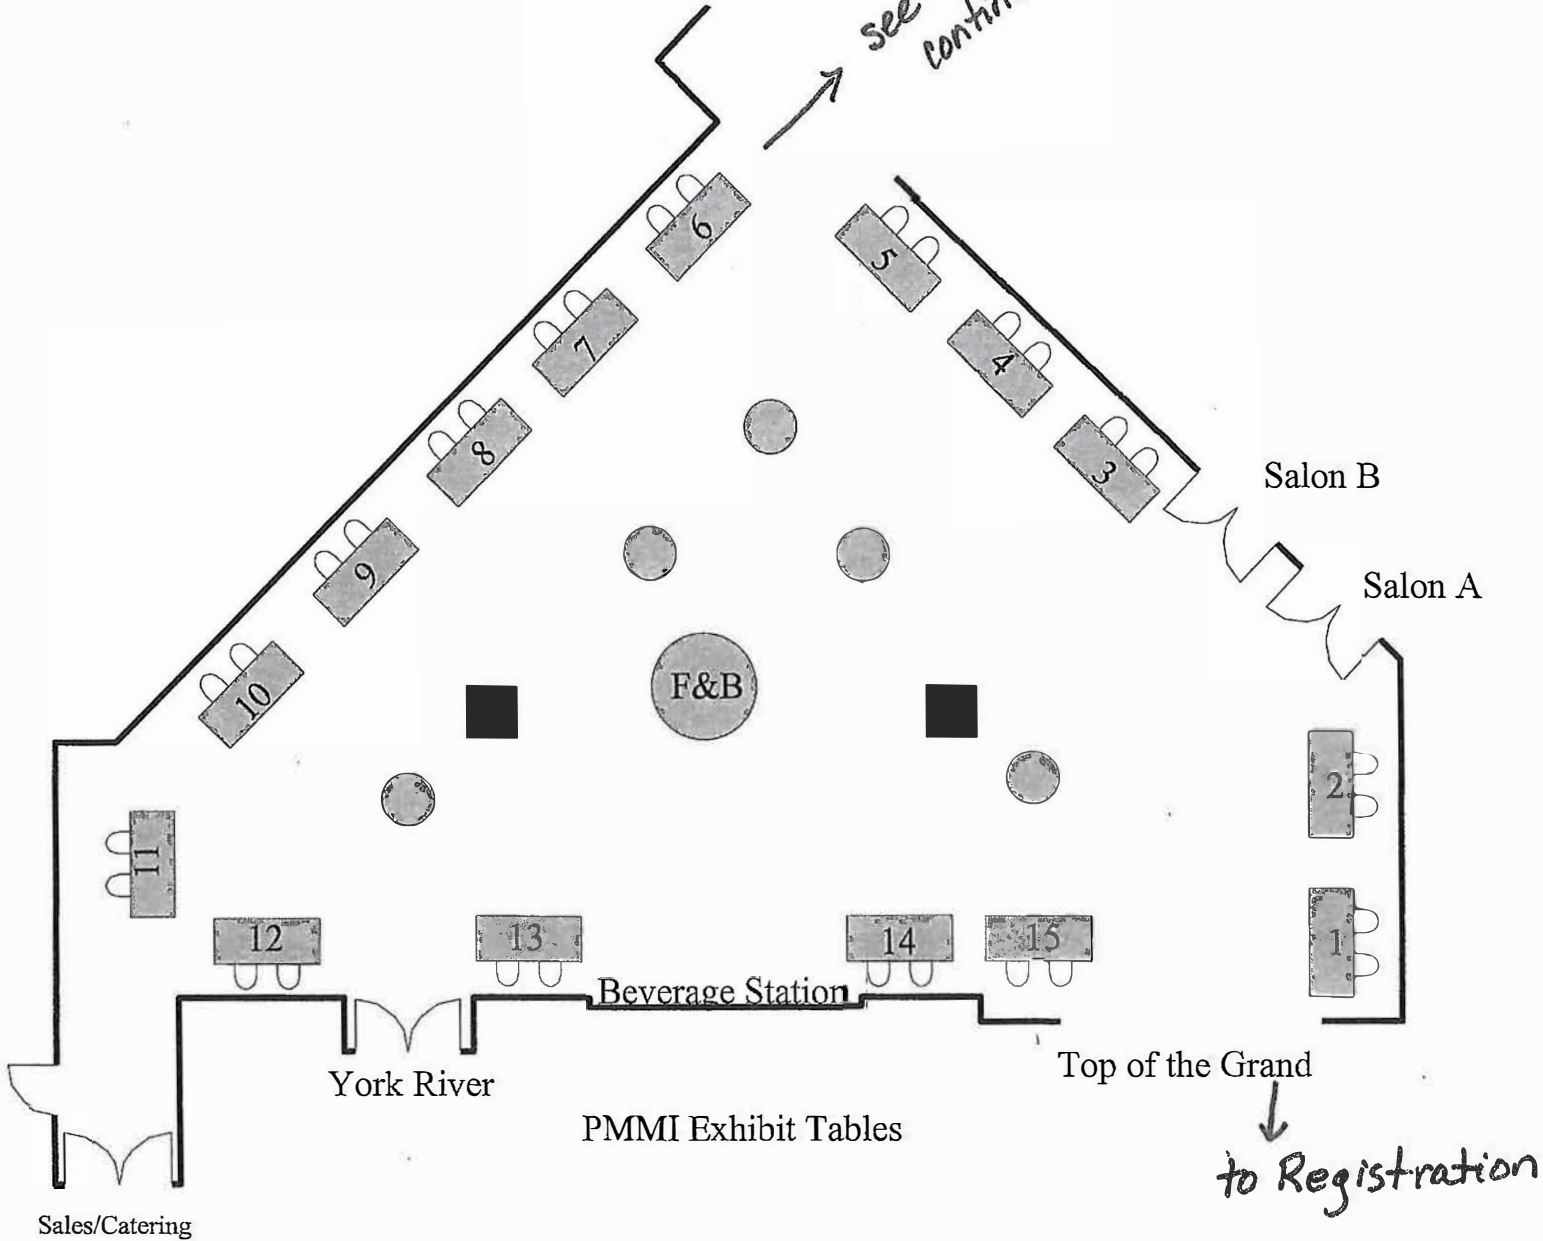 see
6
5
7
4
8
3
Salon B
9
Salon A
F&B
10
2
11
12
13
14
15
1
Beverage Station
Top of the Grand
York River
PMMI Exhibit Tables
to Registration
Sales/Catering